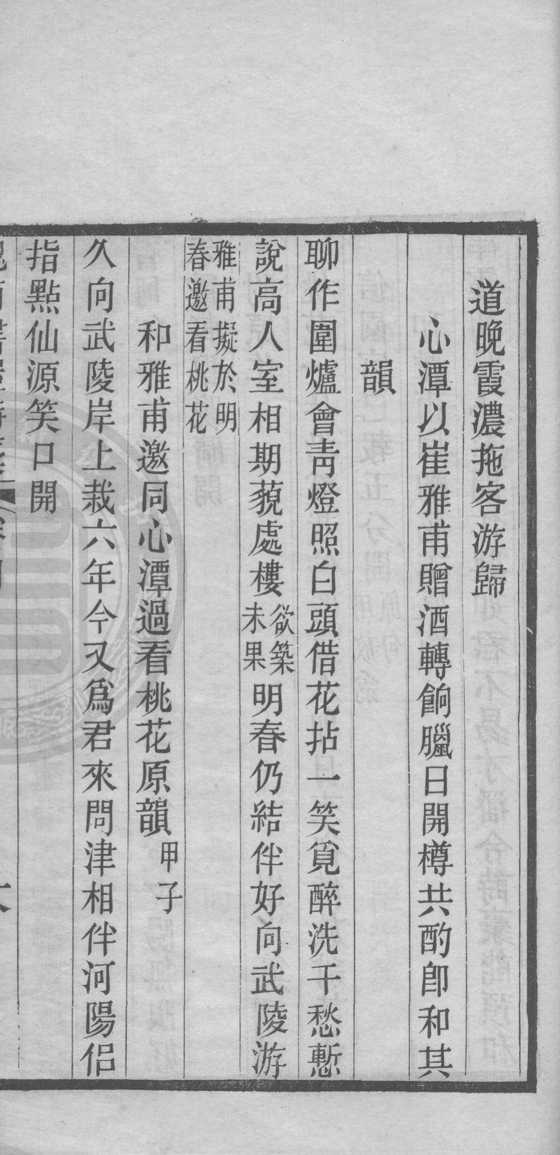 道晚霞濃拖客游歸
心潭以崔雅甫贈酒轉餉臘日開樽共酌卽和其
韻
聊作圍爐會靑燈照白頭借花拈一笑覓醉洗千愁慙
說高人室相期藐處樓欲築未果明春仍結伴好向武陵游
雅甫擬於明春邀看桃花
和雅甫邀同心潭過看桃花原韻甲子
久向武陵岸上栽六年今又爲君來問津相伴河陽侶
指點仙源笑口開